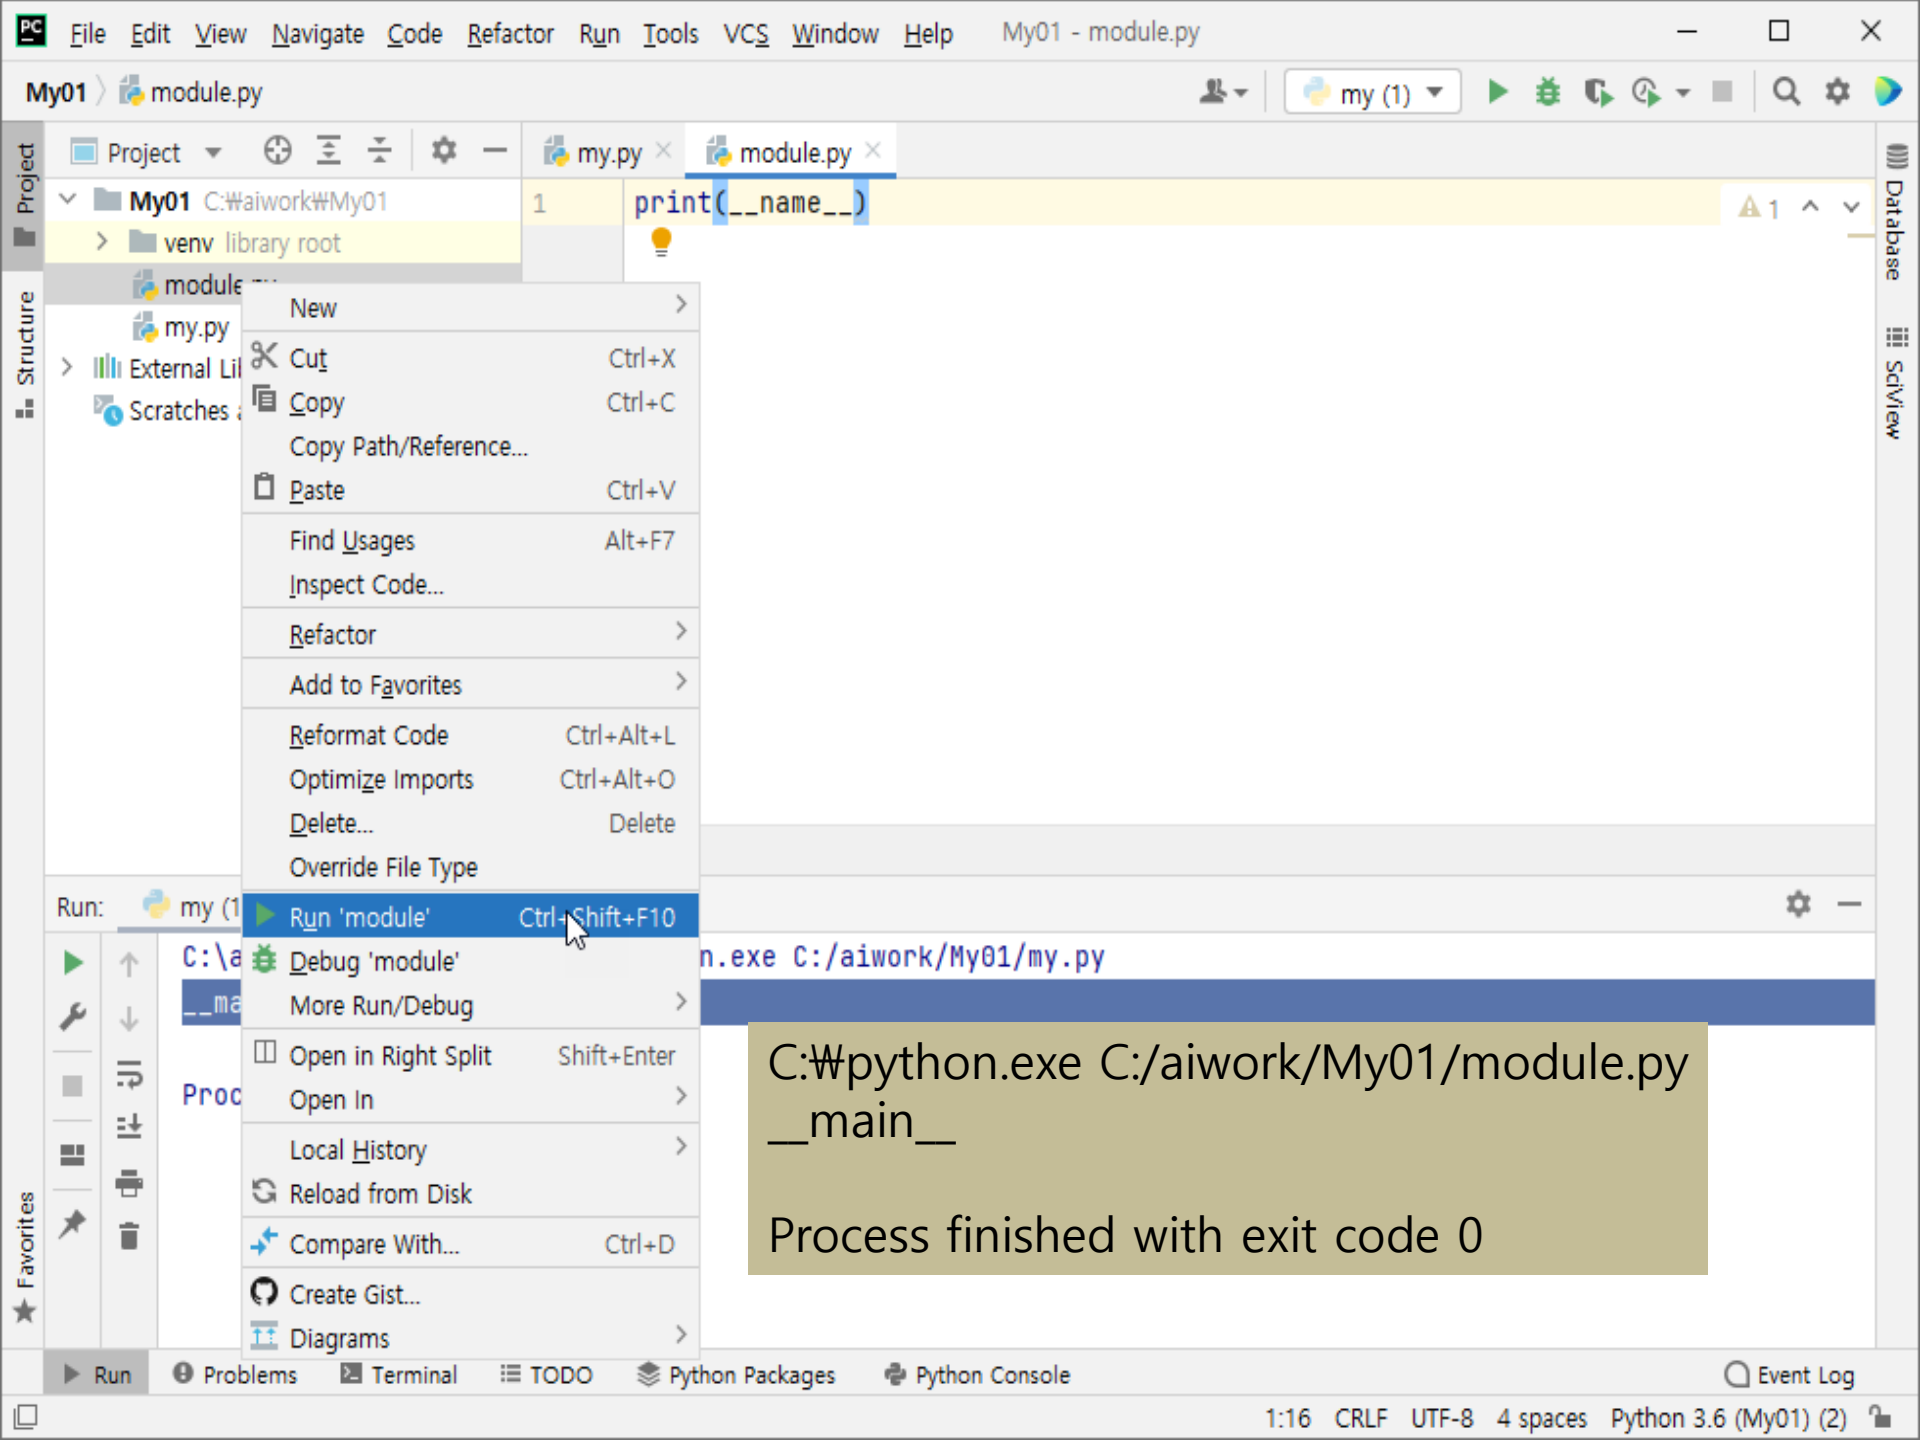 PC File Edit View Navigate Code Refactor Run Tools VCS Window Help My01 - module.py
My01 module.py my (1)
Project
Project
my.py
module.py
My01 C:₩aiwork₩My01
venv library root
module
my.py
External Li
Scratches
1 print(__name__)
1
Database
SciView
Structure
Favorites
New
Cut Ctrl+X
Copy Ctrl+C
Copy Path/Reference...
Paste Ctrl+V
Find Usages Alt+F7
Inspect Code...
Refactor
Add to Favorites
Reformat Code Ctrl+Alt+L
Optimize Imports Ctrl+Alt+O
Delete... Delete
Override File Type
Run 'module' Ctrl+Shift+F10
Debug 'module'
More Run/Debug
Open in Right Split Shift+Enter
Open In
Local History
Reload from Disk
Compare With... Ctrl+D
Create Gist...
Diagrams
Run: my (1
C:\a n.exe C:/aiwork/My01/my.py
__ma
Proc
C:₩python.exe C:/aiwork/My01/module.py
__main__
Process finished with exit code 0
Run Problems Terminal TODO Python Packages Python Console Event Log
1:16 CRLF UTF-8 4 spaces Python 3.6 (My01) (2)